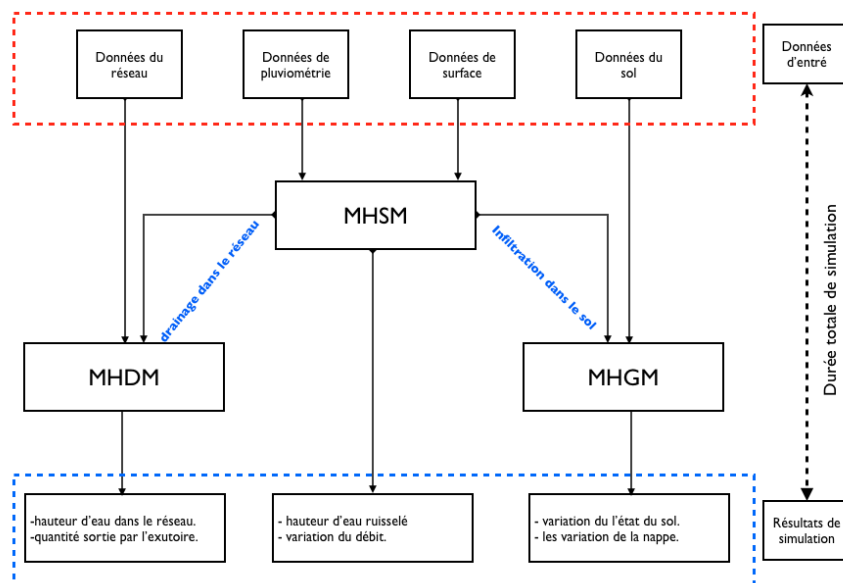 Données du
réseau
Données de
pluviométrie
Données de
surface
Données du
sol
Données
d'entré
MHSM
drainage dans le réseau
Infiltration dans le sol
Durée totale de simulation
MHDM
MHGM
-hauteur d'eau dans le réseau.
-quantité sortie par l'exutoire.
- hauteur d'eau ruisselé
- variation du débit.
- variation du l'état du sol.
- les variation de la nappe.
Résultats de
simulation